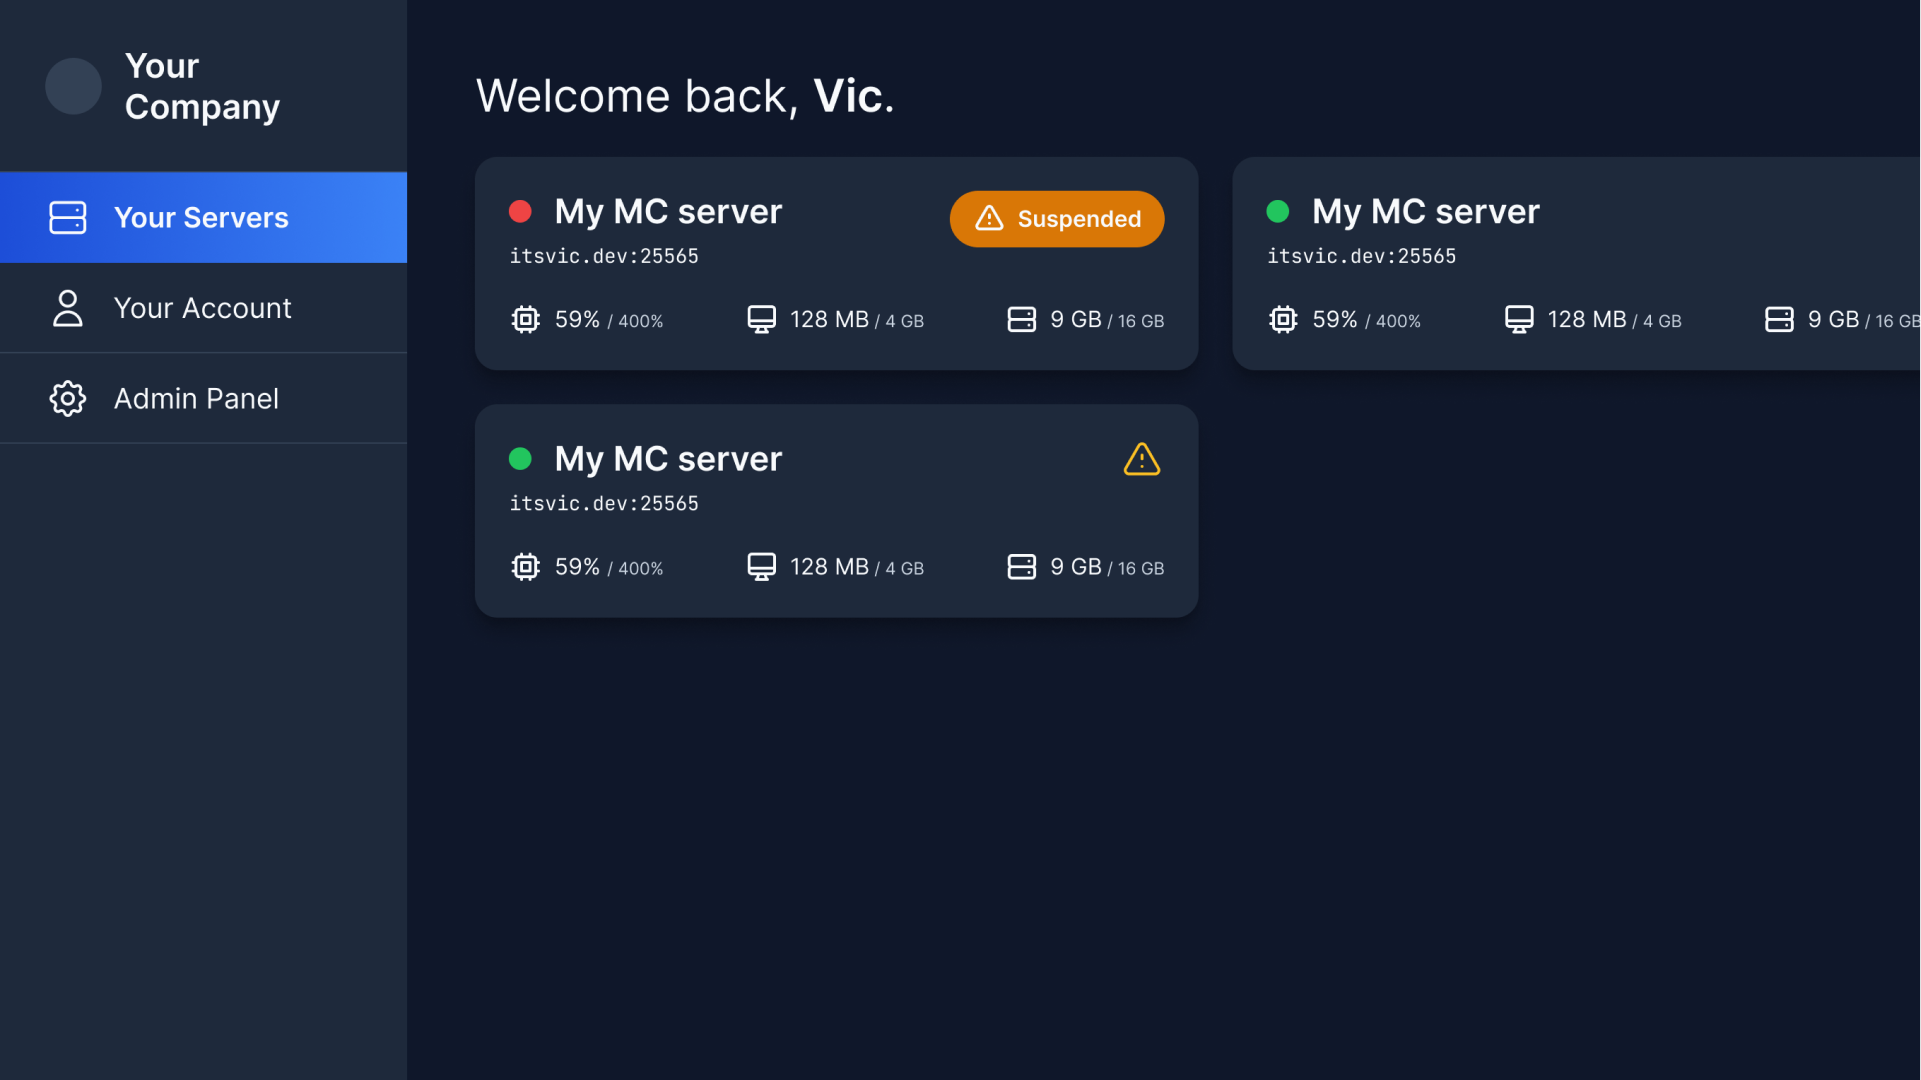 Your
Company
Your Servers
Your Account
Admin Panel
Welcome back, Vic.
My MC server
Suspended
itsvic.dev:25565
59% / 400%
128 MB / 4 GB
9 GB / 16 GB
My MC server
itsvic.dev:25565
59% / 400%
128 MB / 4 GB
9 GB / 16 GB
My MC server
itsvic.dev:25565
59% / 400%
128 MB / 4 GB
9 GB / 16 GB